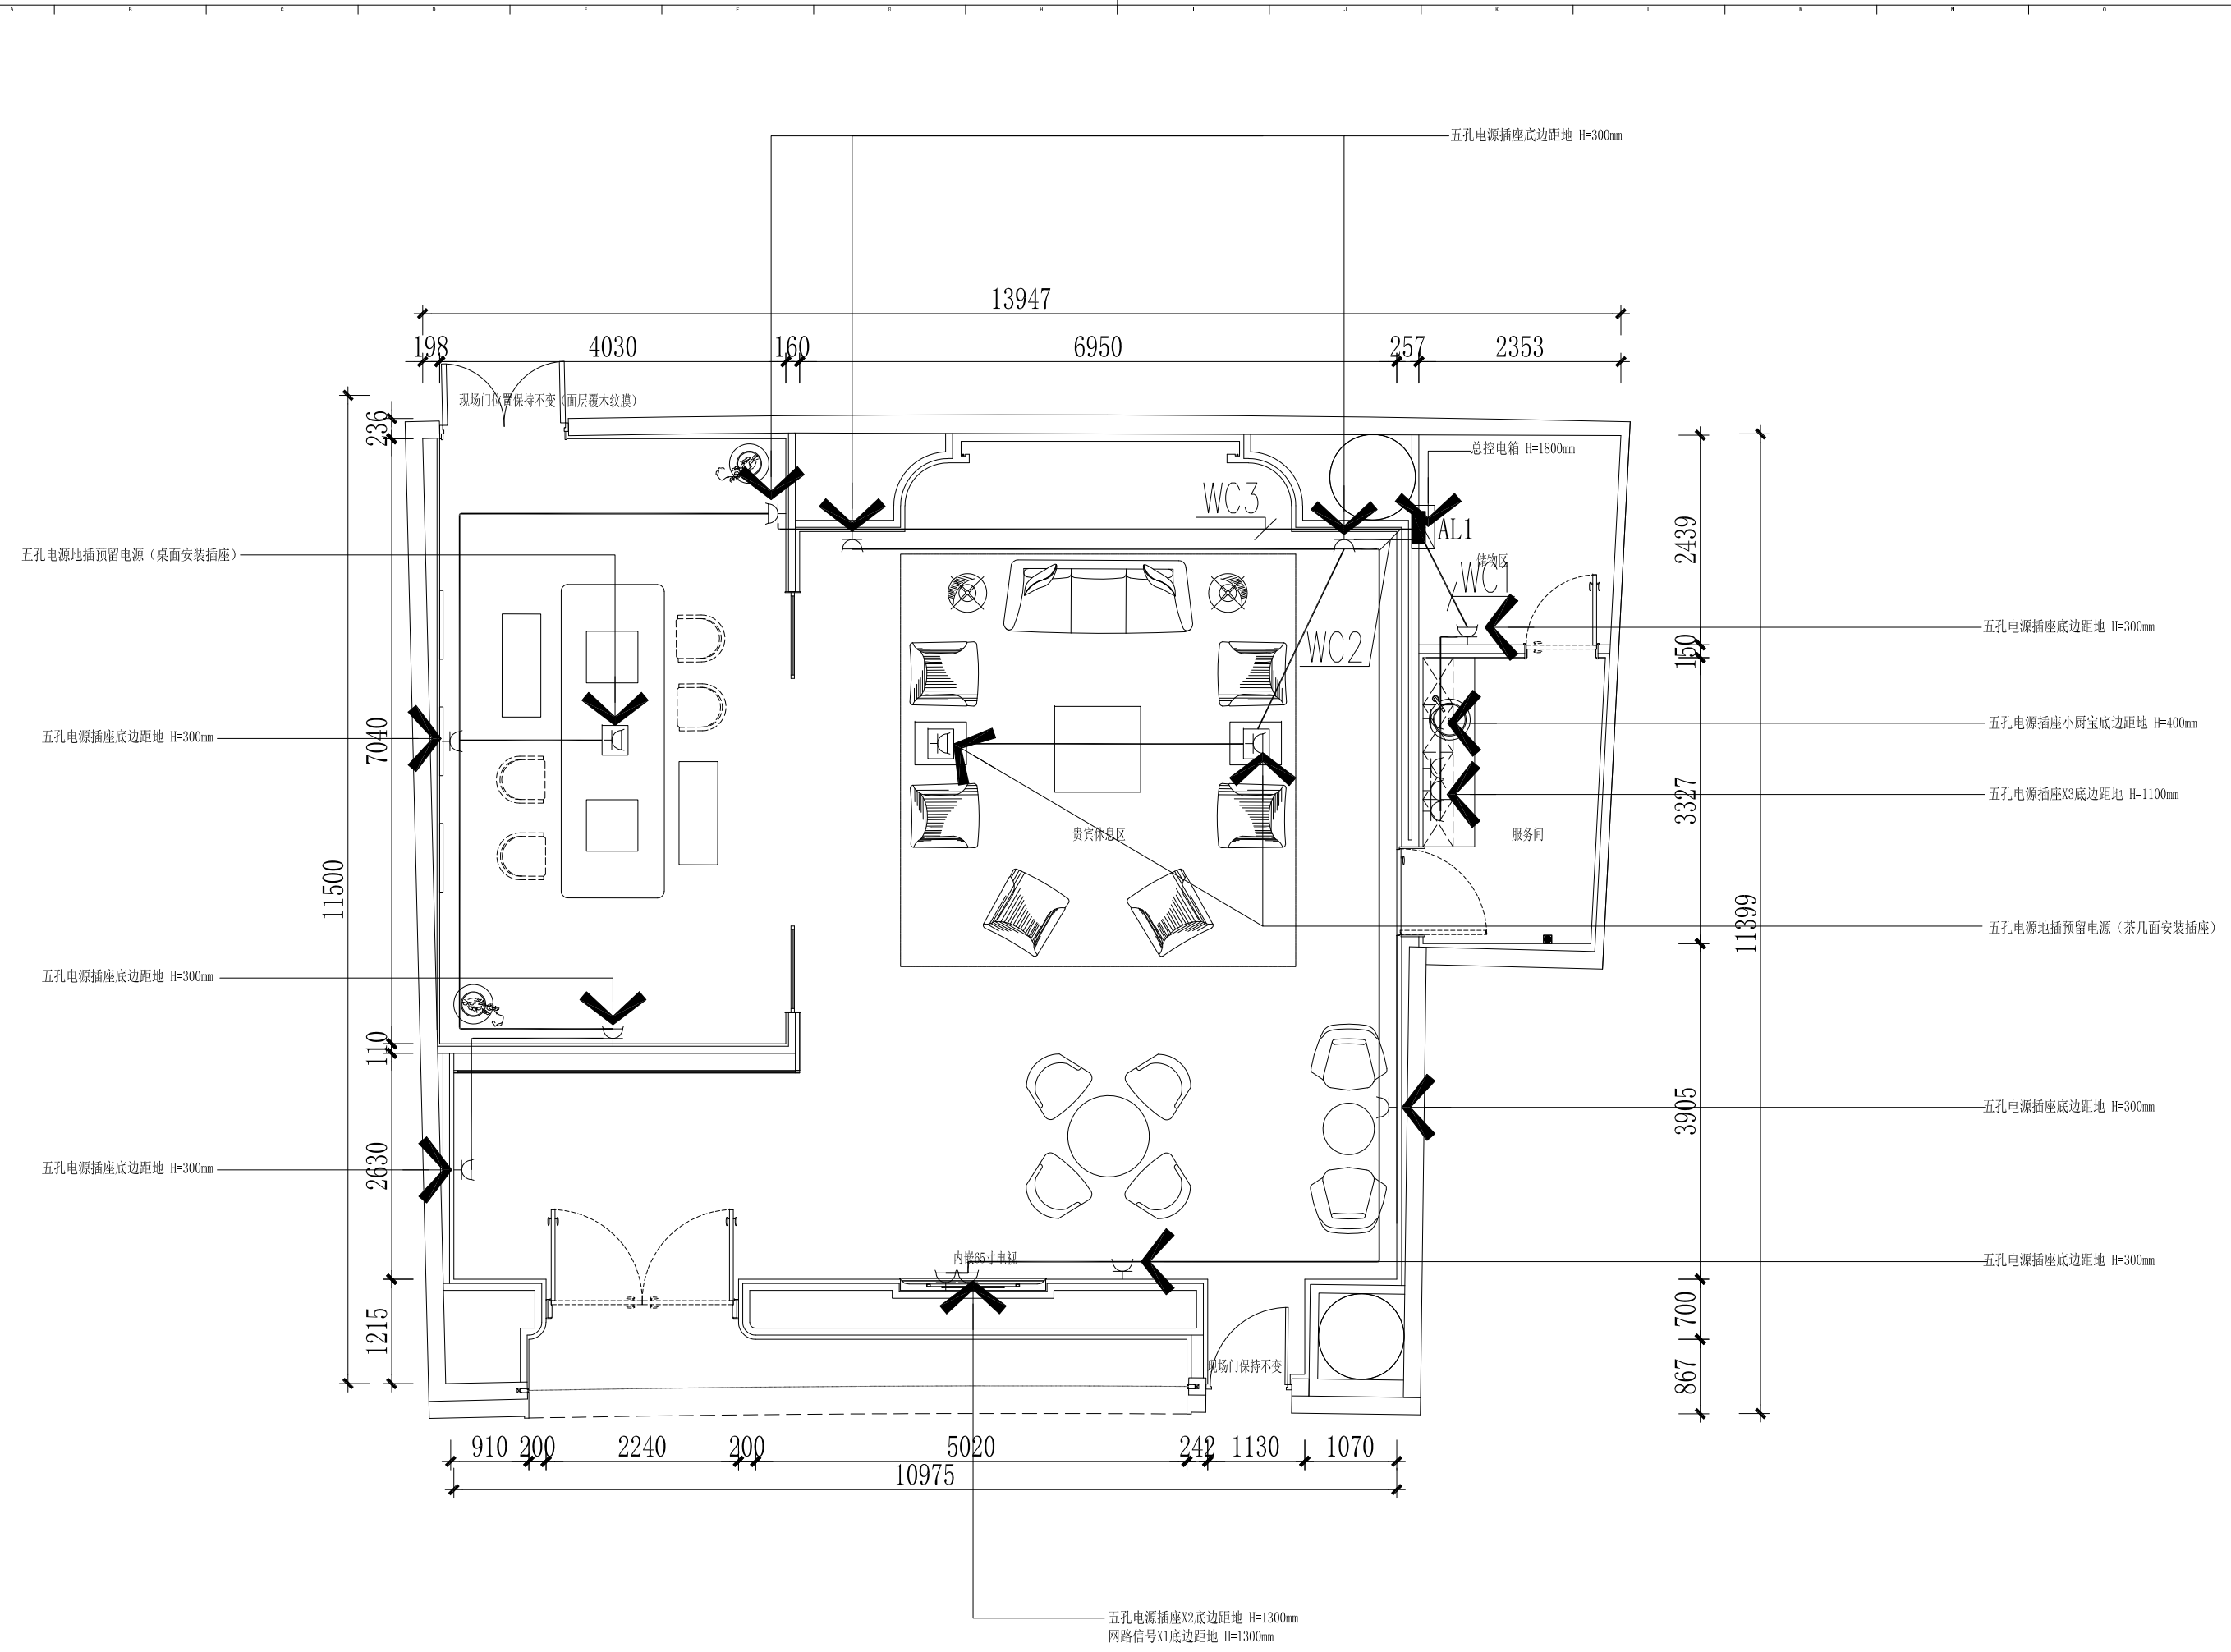 A B C D E F G H I J K L M N O
五孔电源插座底边距地 H=300mm
13947
198 4030 160 6950 257 2353
现场门位置保持不变（面层覆木纹膜）
236
总控电箱 H=1800mm
WC3
AL1
2439
五孔电源地插预留电源（桌面安装插座）
储物区
WC1
五孔电源插座底边距地 H=300mm
WC2
150
五孔电源插座小厨宝底边距地 H=400mm
五孔电源插座底边距地 H=300mm
7040
五孔电源插座X3底边距地 H=1100mm
3327
贵宾休息区
服务间
11500
11399
五孔电源地插预留电源（茶几面安装插座）
五孔电源插座底边距地 H=300mm
110
3905
五孔电源插座底边距地 H=300mm
五孔电源插座底边距地 H=300mm
2630
内嵌65寸电视
五孔电源插座底边距地 H=300mm
700
1215
现场门保持不变
867
910 200 2240 200 5020 242 1130 1070
10975
五孔电源插座X2底边距地 H=1300mm
网路信号X1底边距地 H=1300mm